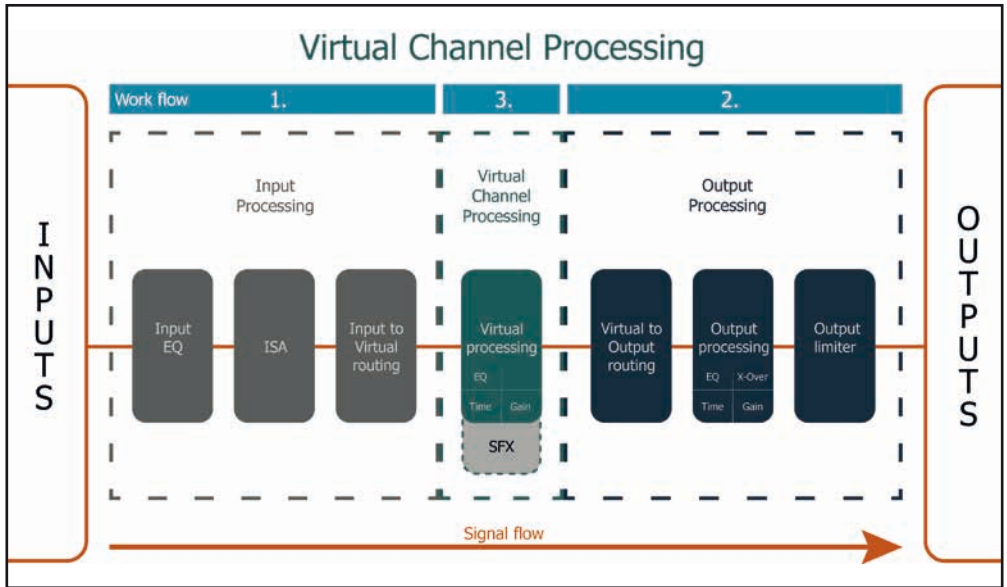 Virtual Channel Processing
Work flow 1. 3. 2.
INPUTS
Input
Processing
Virtual
Channel
Processing
Output
Processing
OUTPUTS
Input
EQ
ISA
Input to
Virtual
routing
Virtual
processing
EQ
Time Gain
SFX
Virtual to
Output
routing
Output
processing
EQ X-Over
Time Gain
Output
limiter
Signal flow